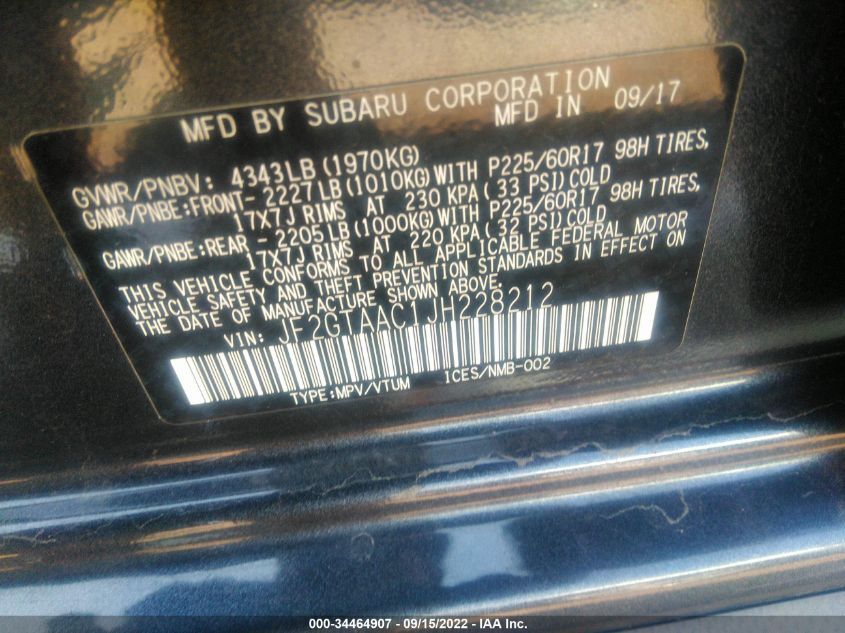 MFD BY SUBARU CORPORATION
MFD IN 09/17
GVWR/PNBV: 4343LB(1970KG)
GAWR/PNBE:FRONT- 2227LB(1010KG)WITH P225/60R17 98H TIRES,
17X7J RIMS AT 230 KPA(33 PSI)COLD
GAWR/PNBE:REAR - 2205LB(1000KG)WITH P225/60R17 98H TIRES,
17X7J RIMS AT 220 KPA(32 PSI)COLD
THIS VEHICLE CONFORMS TO ALL APPLICABLE FEDERAL MOTOR
VEHICLE SAFETY AND THEFT PREVENTION STANDARDS IN EFFECT ON
THE DATE OF MANUFACTURE SHOWN ABOVE.
VIN: JF2GTAAC1JH228212
TYPE:MPV/VTUM ICES/NMB-002
000-34464907 - 09/15/2022 - IAA Inc.